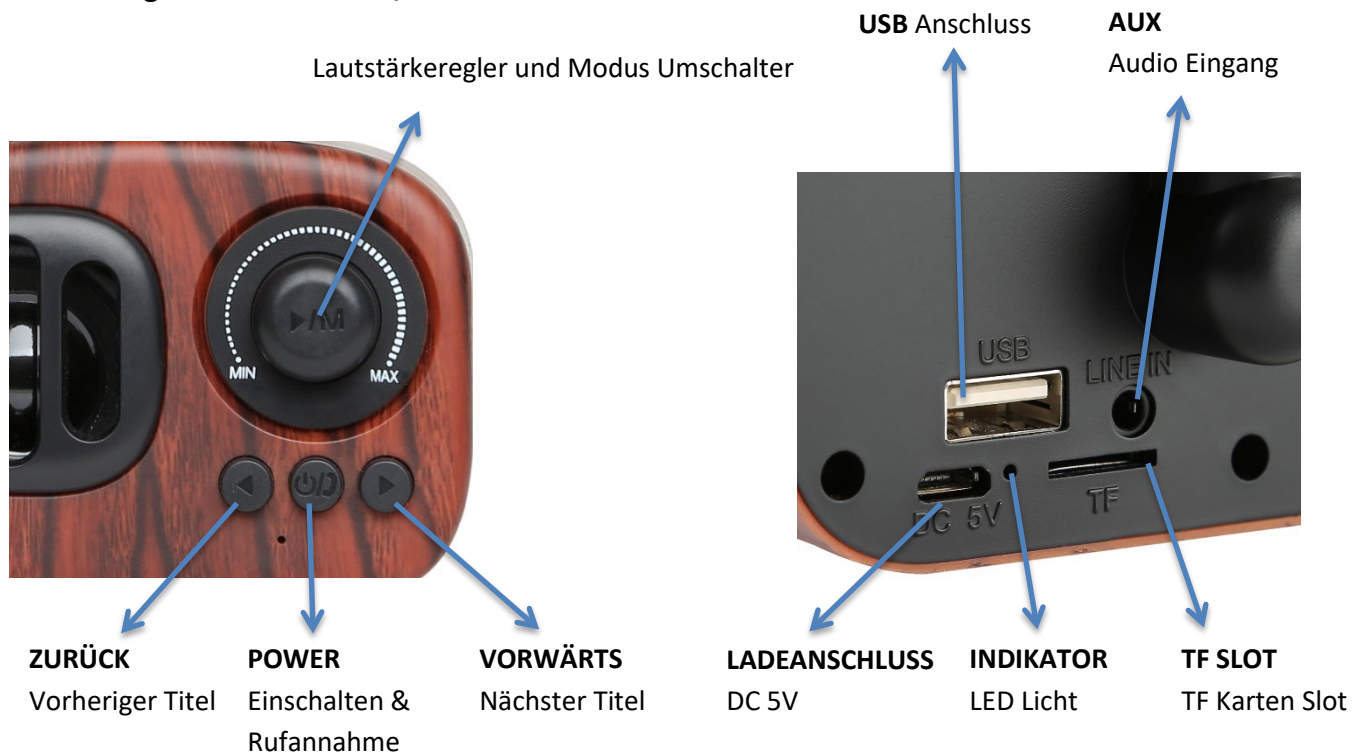 USB Anschluss
AUX
Audio Eingang
Lautstärkeregler und Modus Umschalter
▶/M
MIN
MAX
USB
LINE IN
DC 5V
TF
ZURÜCK
Vorheriger Titel
POWER
Einschalten &
Rufannahme
VORWÄRTS
Nächster Titel
LADEANSCHLUSS
DC 5V
INDIKATOR
LED Licht
TF SLOT
TF Karten Slot